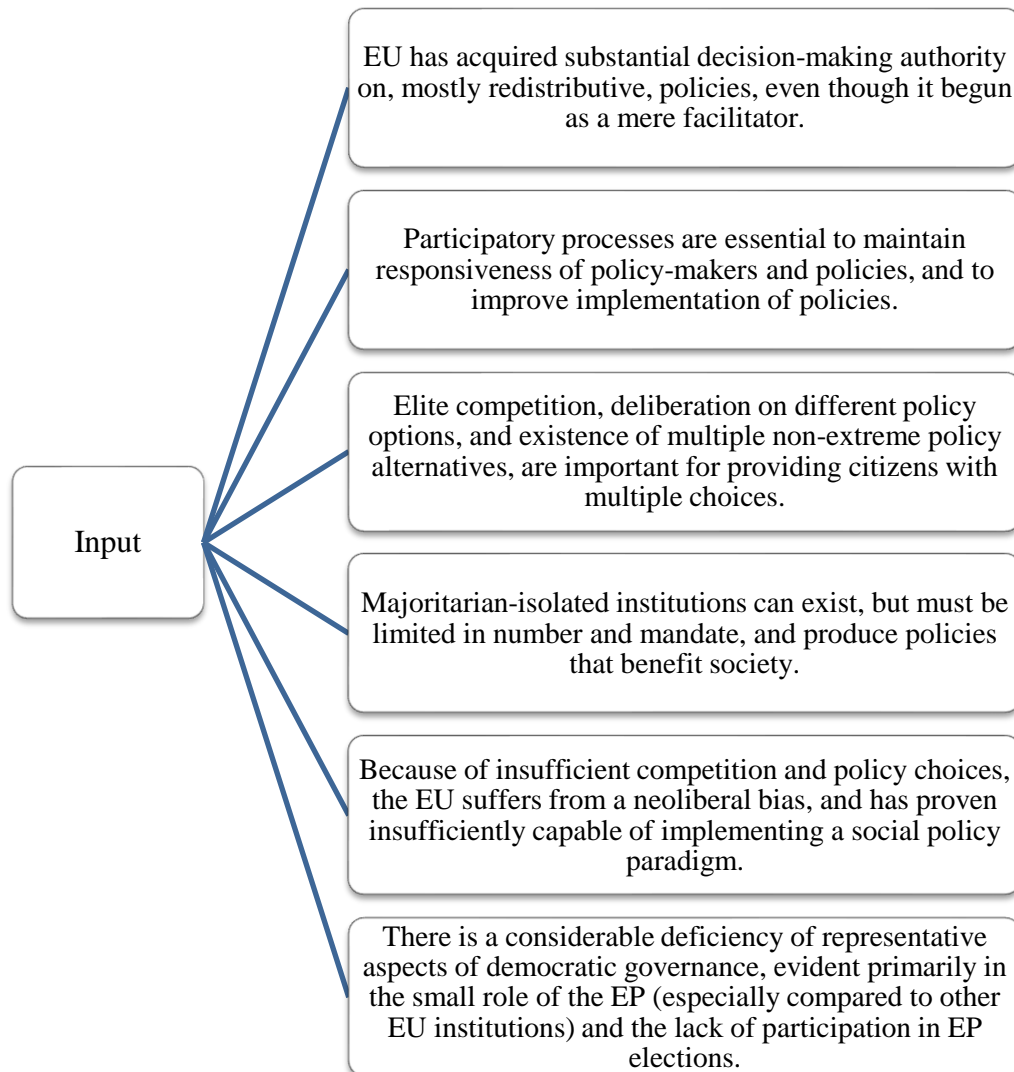 EU has acquired substantial decision-making authority
on, mostly redistributive, policies, even though it begun
as a mere facilitator.
Participatory processes are essential to maintain
responsiveness of policy-makers and policies, and to
improve implementation of policies.
Elite competition, deliberation on different policy
options, and existence of multiple non-extreme policy
alternatives, are important for providing citizens with
multiple choices.
Input
Majoritarian-isolated institutions can exist, but must be
limited in number and mandate, and produce policies
that benefit society.
Because of insufficient competition and policy choices,
the EU suffers from a neoliberal bias, and has proven
insufficiently capable of implementing a social policy
paradigm.
There is a considerable deficiency of representative
aspects of democratic governance, evident primarily in
the small role of the EP (especially compared to other
EU institutions) and the lack of participation in EP
elections.